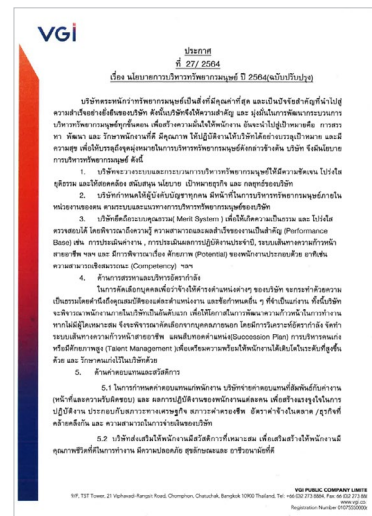 VGI
ประกาศ
ที่ 27/ 2564
เรื่อง นโยบายการบริหารทรัพยากรมนุษย์ ปี 2564(ฉบับปรับปรุง)
บริษัทตระหนักว่าทรัพยากรมนุษย์เป็นสิ่งที่มีคุณค่าที่สุด และเป็นปัจจัยสำคัญที่นำไปสู่
ความสำเร็จอย่างยั่งยืนของบริษัท ดังนั้นบริษัทจึงให้ความสำคัญ และ มุ่งมั่นในการพัฒนากระบวนการ
บริหารทรัพยากรมนุษย์ทุกขั้นตอน เพื่อสร้างความมั่นใจให้พนักงาน อันจะนำไปสู่เป้าหมายคือ การสรร
หา พัฒนา และ รักษาพนักงานที่ดี มีคุณภาพ ให้ปฏิบัติงานให้บริษัทได้อย่างบรรลุเป้าหมาย และมี
ความสุข เพื่อให้บรรลุถึงจุดมุ่งหมายในการบริหารทรัพยากรมนุษย์ดังกล่าวข้างต้น บริษัท จึงมีนโยบาย
การบริหารทรัพยากรมนุษย์ ดังนี้
1. บริษัทจะวางระบบและกระบวนการบริหารทรัพยากรมนุษย์ให้มีความชัดเจน โปร่งใส
ยุติธรรม และให้สอดคล้อง สนับสนุน นโยบาย เป้าหมายธุรกิจ และ กลยุทธ์ของบริษัท
2. บริษัทกำหนดให้ผู้บังคับบัญชาทุกคน มีหน้าที่ในการบริหารทรัพยากรมนุษย์ภายใน
หน่วยงานของตน ตามระบบและแนวทางการบริหารทรัพยากรมนุษย์ของบริษัท
3. บริษัทยึดถือระบบคุณธรรม( Merit System ) เพื่อให้เกิดความเป็นธรรม และ โปร่งใส
ตรวจสอบได้ โดยพิจารณาถึงความรู้ ความสามารถและผลสำเร็จของงานเป็นสำคัญ (Performance
Base) เช่น การประเมินค่างาน , การประเมินผลการปฏิบัติงานประจำปี, ระบบเส้นทางความก้าวหน้า
สายอาชีพ ฯลฯ และ มีการพิจารณาเรื่อง ศักยภาพ (Potential) ของพนักงานประกอบด้วย อาทิเช่น
ความสามารถเชิงสมรรถนะ (Competency) ฯลฯ
4. ด้านการสรรหาและบริหารอัตรากำลัง
ในการคัดเลือกบุคคลเพื่อว่าจ้างให้ดำรงตำแหน่งต่างๆ ของบริษัท จะกระทำด้วยความ
เป็นธรรมโดยคำนึงถึงคุณสมบัติของแต่ละตำแหน่งงาน และข้อกำหนดอื่น ๆ ที่จำเป็นแก่งาน ทั้งนี้บริษัท
จะพิจารณาพนักงานภายในบริษัทเป็นอันดับแรก เพื่อให้โอกาสในการพัฒนาความก้าวหน้าในการทำงาน
หากไม่มีผู้ใดเหมาะสม จึงจะพิจารณาคัดเลือกจากบุคคลภายนอก โดยมีการวิเคราะห์อัตรากำลัง จัดทำ
ระบบเส้นทางความก้าวหน้าสายอาชีพ แผนสืบทอดตำแหน่ง(Succession Plan) การบริหารคนเก่ง
หรือมีศักยภาพสูง (Talent Management )เพื่อเตรียมความพร้อมให้พนักงานได้เติบโตในระดับที่สูงขึ้น
ด้วย และ รักษาคนเก่งไว้ในบริษัทด้วย
5. ด้านค่าตอบแทนและสวัสดิการ
5.1 ในการกำหนดค่าตอบแทนแก่พนักงาน บริษัทจ่ายค่าตอบแทนที่สัมพันธ์กับค่างาน
(หน้าที่และความรับผิดชอบ) และ ผลการปฏิบัติงานของพนักงานแต่ละคน เพื่อสร้างแรงจูงใจในการ
ปฏิบัติงาน ประกอบกับสภาวะทางเศรษฐกิจ สภาวะค่าครองชีพ อัตราค่าจ้างในตลาด /ธุรกิจที่
คล้ายคลึงกัน และ ความสามารถในการจ่ายเงินของบริษัท
5.2 บริษัทส่งเสริมให้พนักงานมีสวัสดิการที่เหมาะสม เพื่อเสริมสร้างให้พนักงานมี
คุณภาพชีวิตที่ดีในการทำงาน มีความปลอดภัย สุขลักษณะและ อาชีวอนามัยที่ดี
VGI PUBLIC COMPANY LIMITED
9/F, TST Tower, 21 Viphavadi-Rangsit Road, Chomphon, Chatuchak, Bangkok 10900 Thailand, Tel: +66 (0)2 273 8884, Fax: 66 (0)2 273 88
www.vgi.co.
Registration Number 0107555000